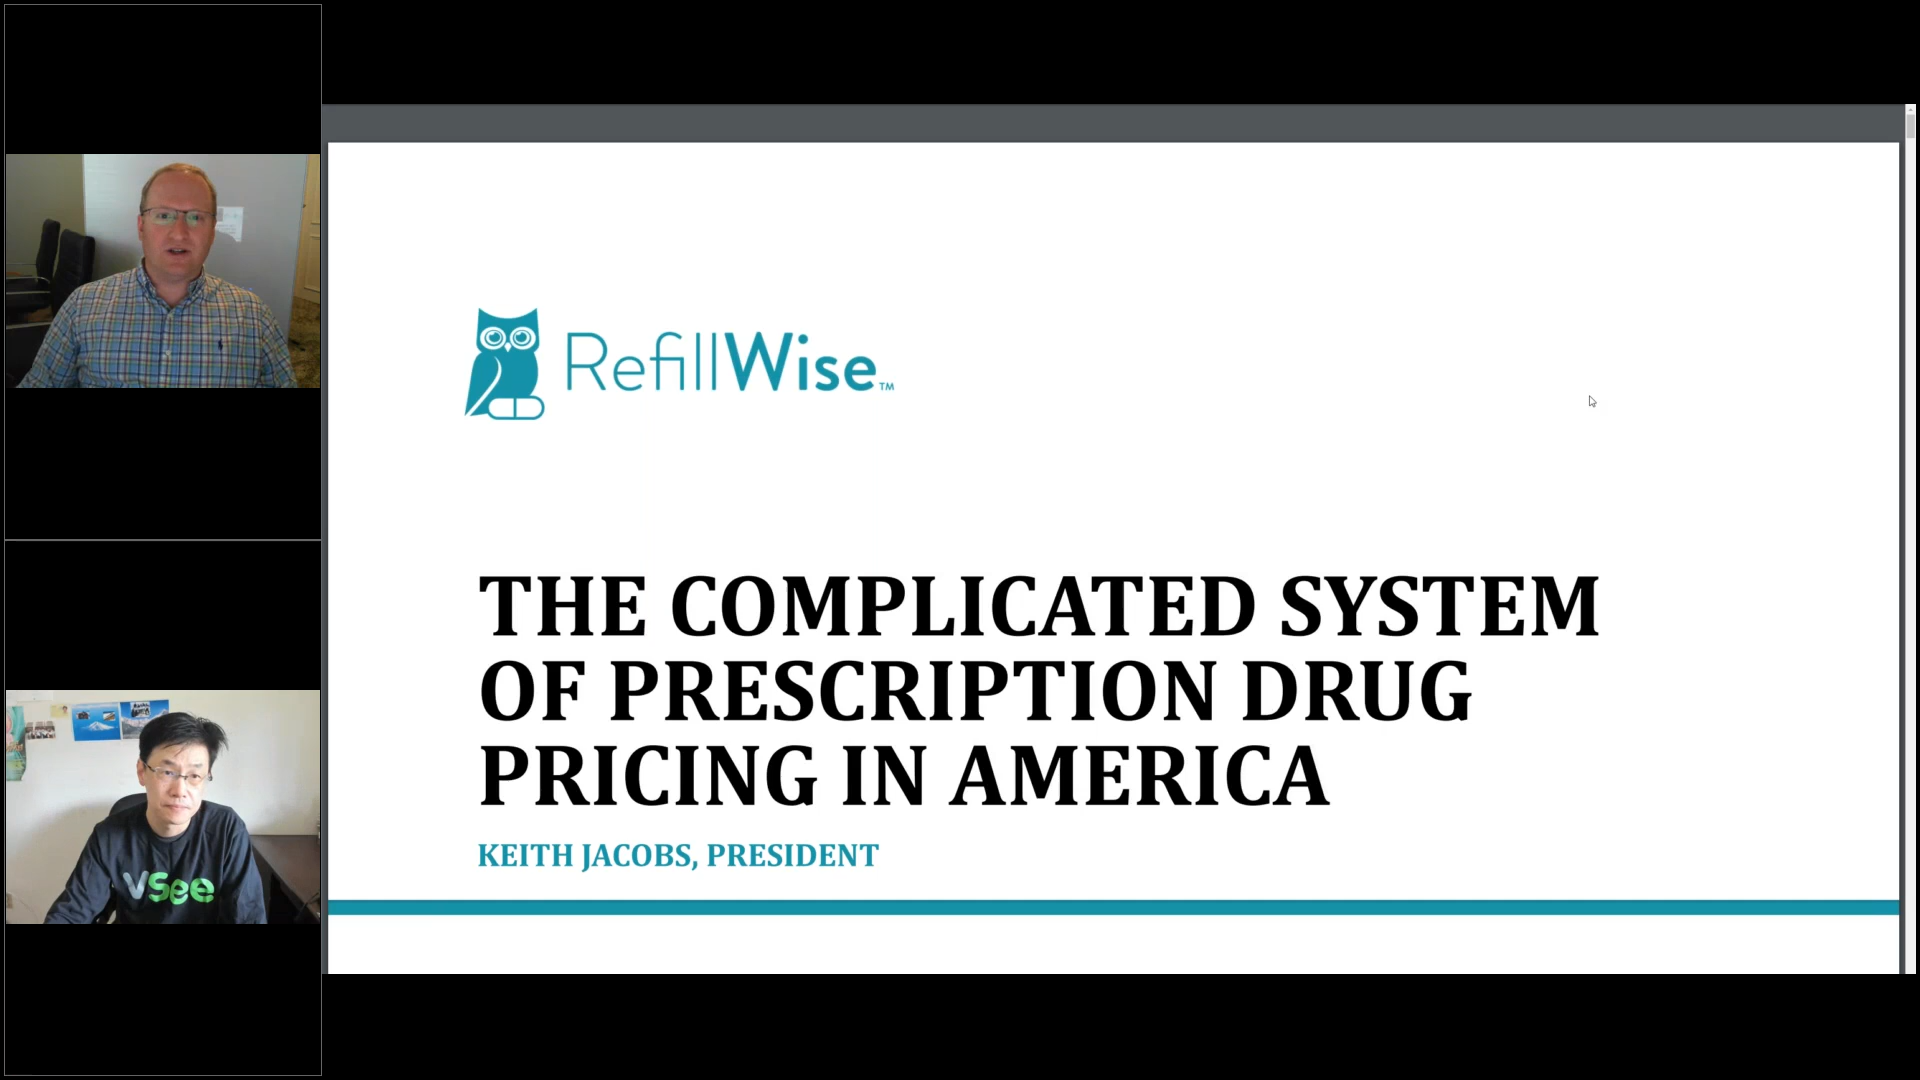 RefillWise™
THE COMPLICATED SYSTEM
OF PRESCRIPTION DRUG
PRICING IN AMERICA
KEITH JACOBS, PRESIDENT
vsee